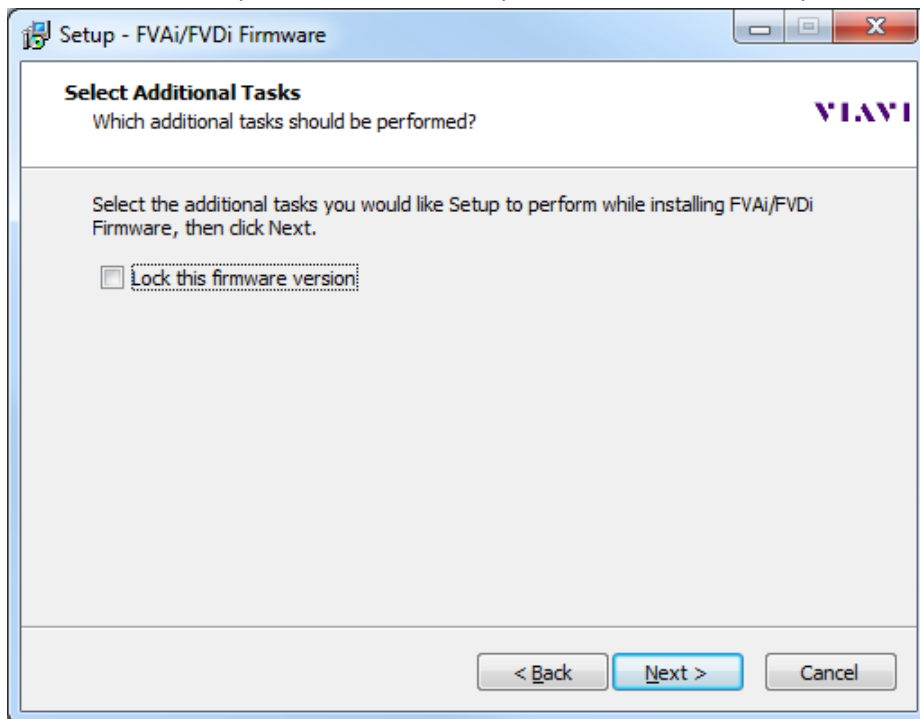 Setup - FVAi/FVDi Firmware
Select Additional Tasks
Which additional tasks should be performed?
VIAVI
Select the additional tasks you would like Setup to perform while installing FVAi/FVDi
Firmware, then click Next.
Lock this firmware version
< Back
Next >
Cancel